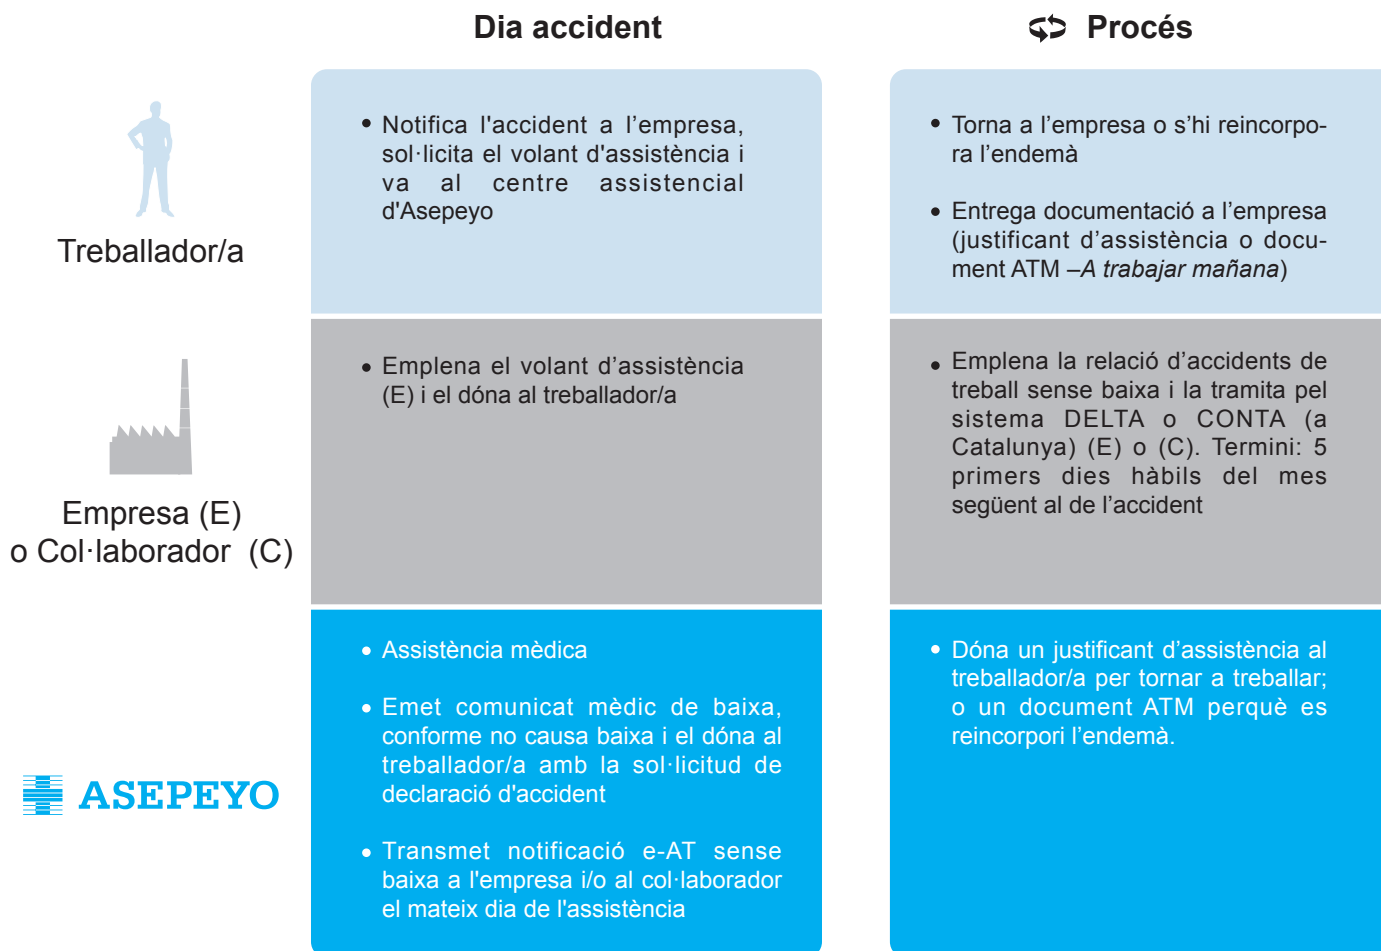 Dia accident
Procés
Treballador/a
• Notifica l'accident a l’empresa,
sol·licita el volant d'assistència i
va al centre assistencial
d'Asepeyo
• Torna a l’empresa o s’hi reincorpo-
ra l’endemà
• Entrega documentació a l’empresa
(justificant d’assistència o docu-
ment ATM –A trabajar mañana)
Empresa (E)
o Col·laborador (C)
• Emplena el volant d’assistència
(E) i el dóna al treballador/a
• Emplena la relació d’accidents de
treball sense baixa i la tramita pel
sistema DELTA o CONTA (a
Catalunya) (E) o (C). Termini: 5
primers dies hàbils del mes
següent al de l’accident
ASEPEYO
• Assistència mèdica
• Emet comunicat mèdic de baixa,
conforme no causa baixa i el dóna al
treballador/a amb la sol·licitud de
declaració d'accident
• Transmet notificació e-AT sense
baixa a l'empresa i/o al col·laborador
el mateix dia de l'assistència
• Dóna un justificant d’assistència al
treballador/a per tornar a treballar;
o un document ATM perquè es
reincorpori l’endemà.